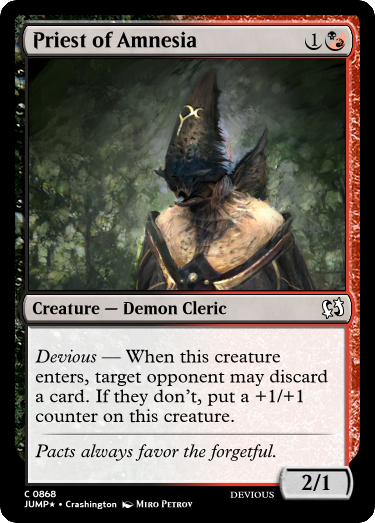 Priest of Amnesia 1
Creature — Demon Cleric
Devious — When this creature
enters, target opponent may discard
a card. If they don't, put a +1/+1
counter on this creature.
Pacts always favor the forgetful.
2/1
C 0868
JUMP★ • Crashington Miro Petrov
DEVIOUS